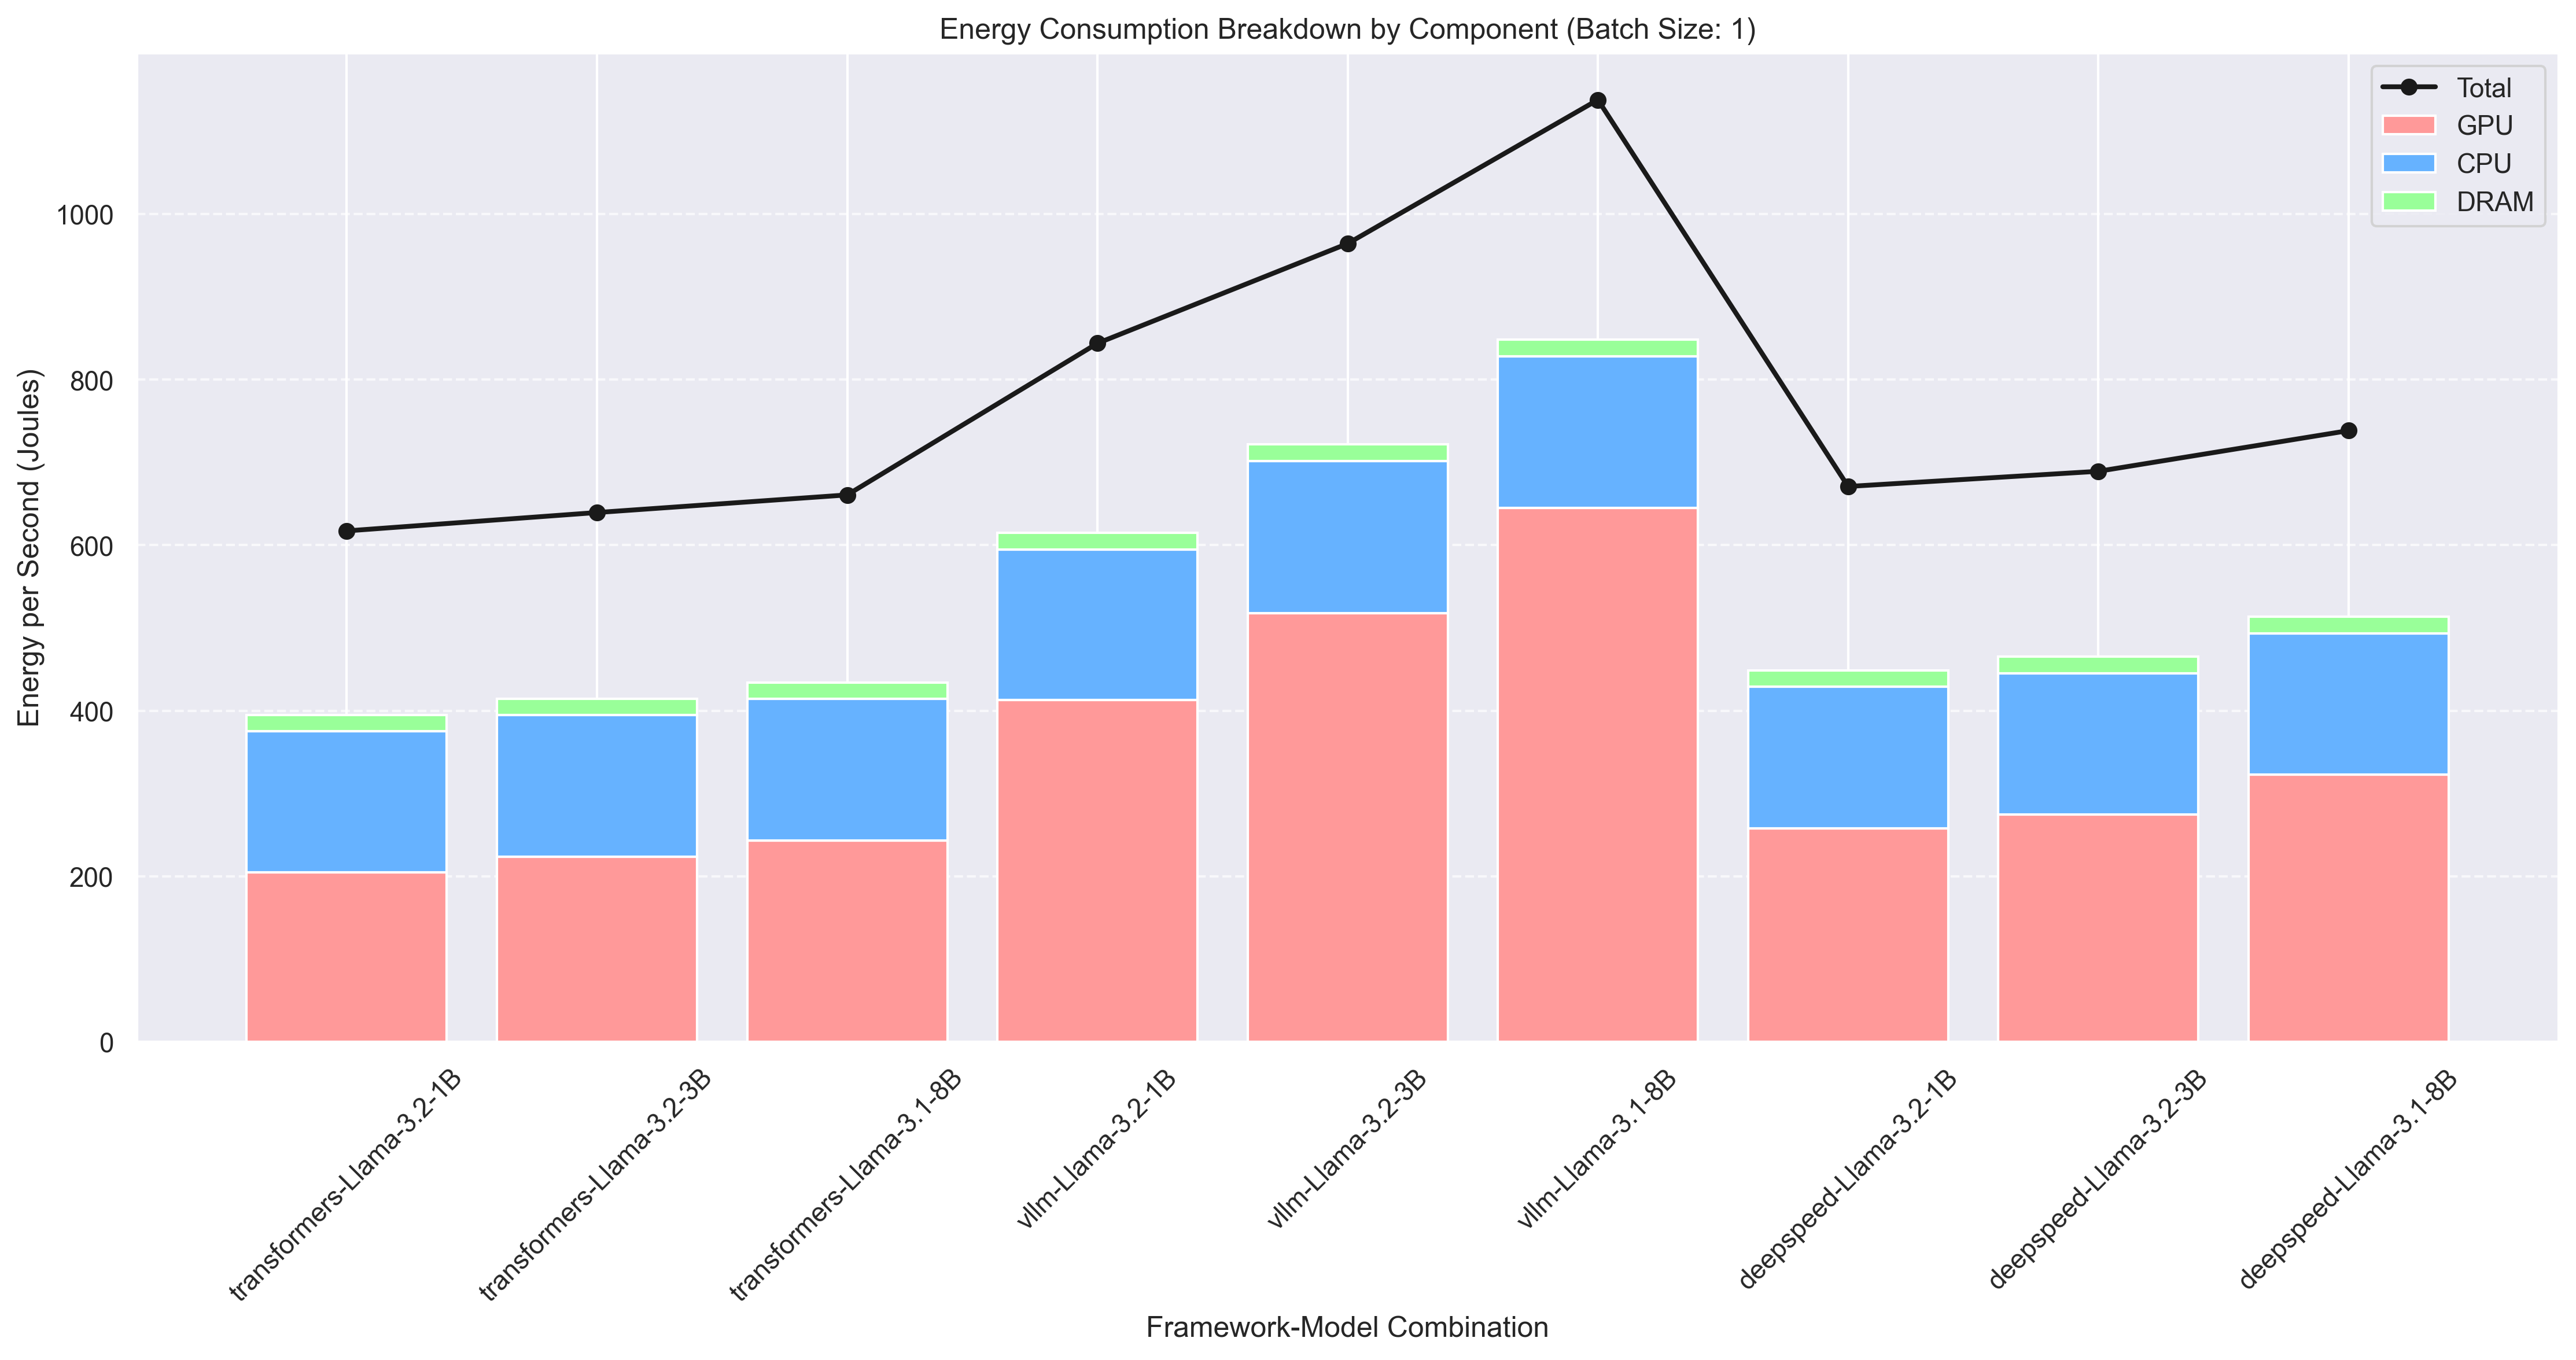 Energy Consumption Breakdown by Component (Batch Size: 1)
Total
GPU
CPU
DRAM
Energy per Second (Joules)
1000
800
600
400
200
0
transformers-Llama-3.2-1B
transformers-Llama-3.2-3B
transformers-Llama-3.1-8B
vllm-Llama-3.2-1B
vllm-Llama-3.2-3B
vllm-Llama-3.1-8B
deepspeed-Llama-3.2-1B
deepspeed-Llama-3.2-3B
deepspeed-Llama-3.1-8B
Framework-Model Combination